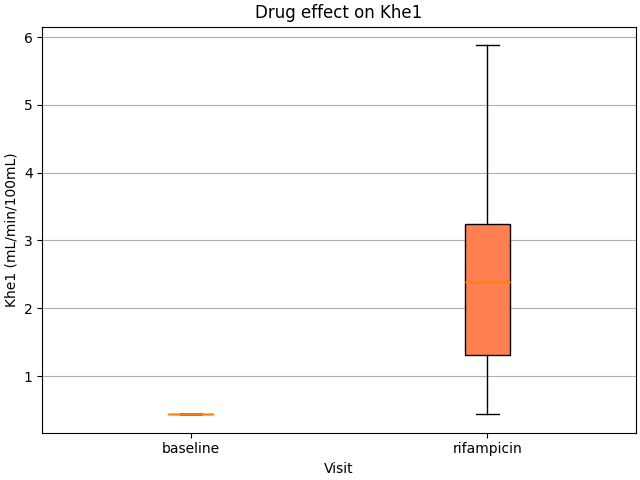 Drug effect on Khe1
Khe1 (mL/min/100mL)
6
5
4
3
2
1
baseline
rifampicin
Visit